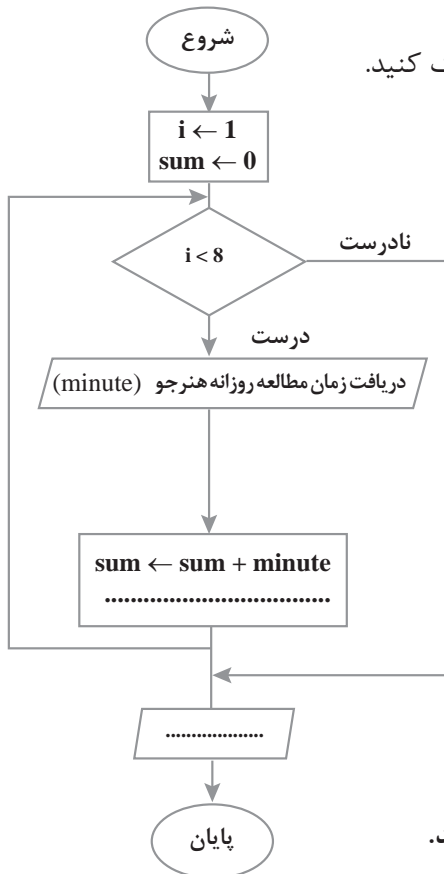 شروع
کنید.
i ← 1
sum ← 0
i < 8
نادرست
درست
دریافت زمان مطالعه روزانه هنرجو (minute)
sum ← sum + minute
...................................
....................
پایان